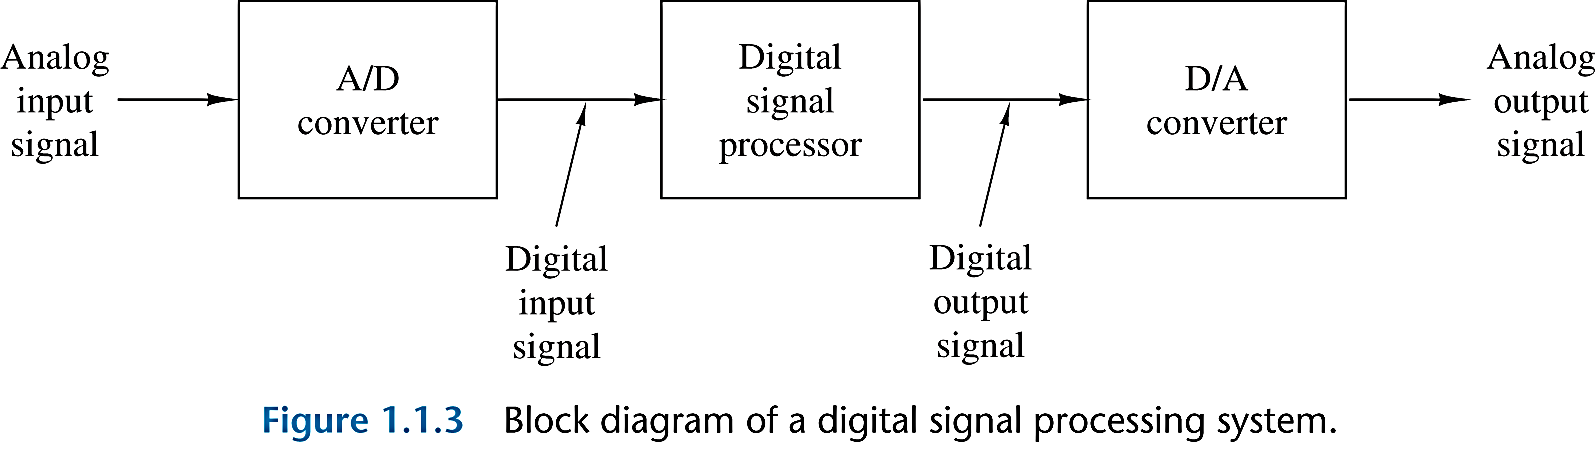 Analog
input
signal
A/D
converter
Digital
input
signal
Digital
signal
processor
Digital
output
signal
D/A
converter
Analog
output
signal
Figure 1.1.3 Block diagram of a digital signal processing system.